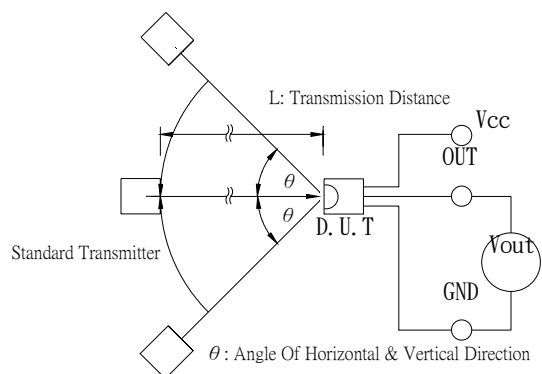 L: Transmission Distance
Vcc
OUT
θ
θ
D.U.T
Standard Transmitter
Vout
GND
θ : Angle Of Horizontal & Vertical Direction